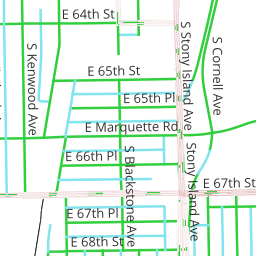 E 64th St
S Kenwood Ave
S Stony Island Ave
S Cornell Ave
E 65th St
E 65th Pl
E Marquette Rd
E 66th Pl
S Blackstone Ave
Stony Island Ave
E 67th St
E 67th Pl
E 68th St